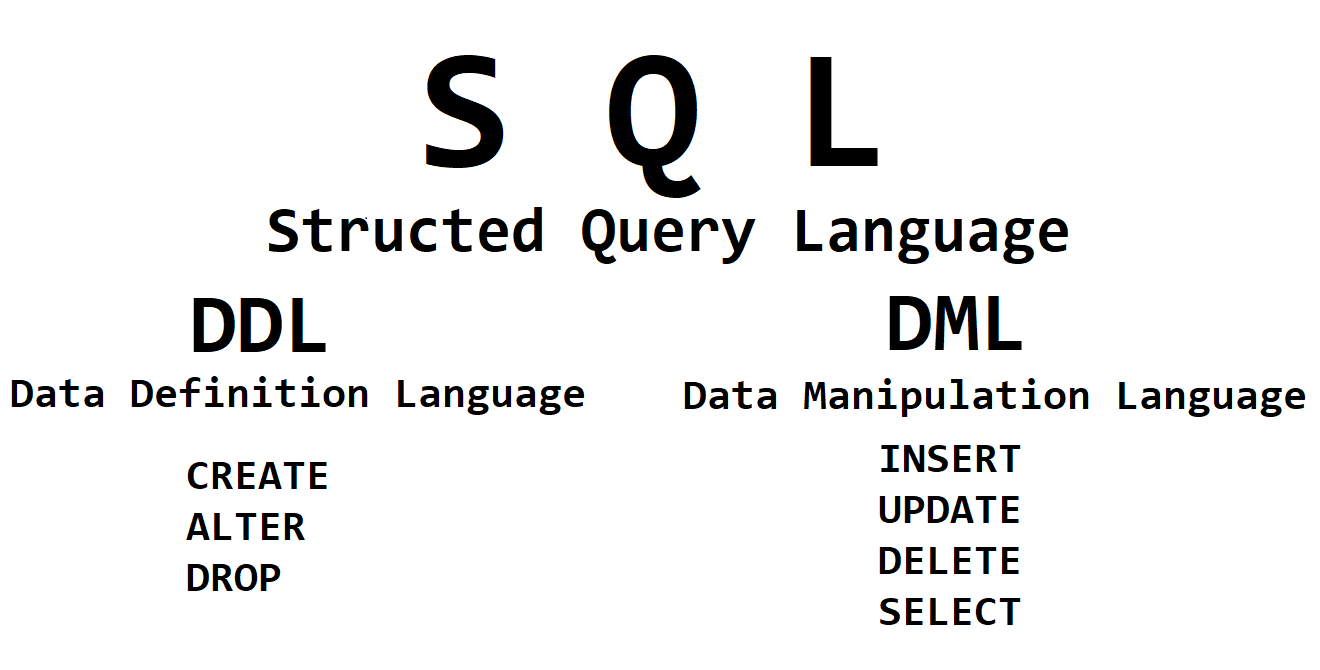 S Q L
Structed Query Language
DDL
Data Definition Language
CREATE
ALTER
DROP
DML
Data Manipulation Language
INSERT
UPDATE
DELETE
SELECT